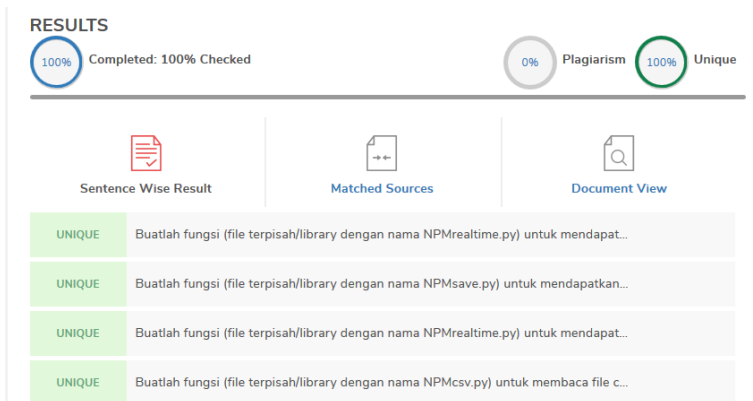 RESULTS
100% Completed: 100% Checked 0% Plagiarism 100% Unique
Sentence Wise Result Matched Sources Document View
UNIQUE Buatlah fungsi (file terpisah/library dengan nama NPMrealtime.py) untuk mendapat...
UNIQUE Buatlah fungsi (file terpisah/library dengan nama NPMsave.py) untuk mendapatkan...
UNIQUE Buatlah fungsi (file terpisah/library dengan nama NPMrealtime.py) untuk mendapat...
UNIQUE Buatlah fungsi (file terpisah/library dengan nama NPMcsv.py) untuk membaca file c...